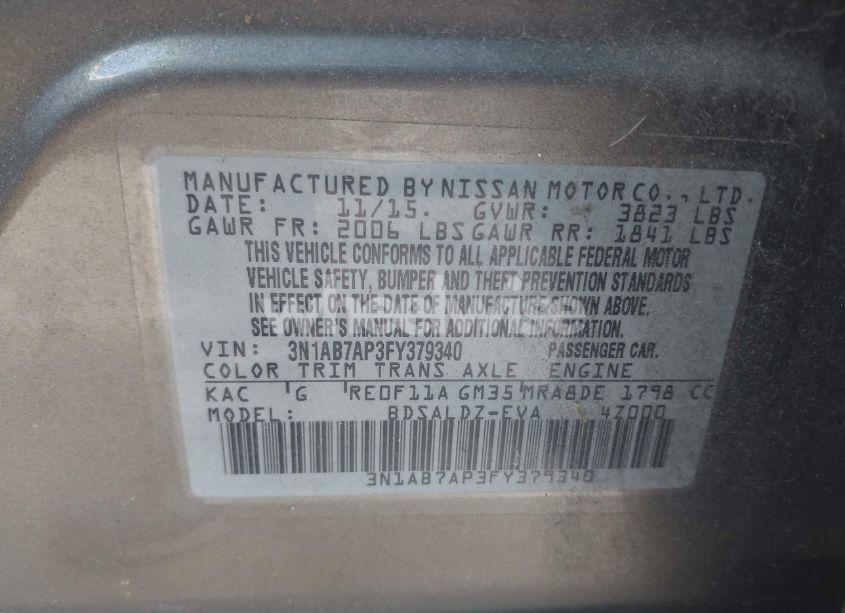 MANUFACTURED BY NISSAN MOTOR CO., LTD.
DATE: 11/15. GVWR: 3823 LBS
GAWR FR: 2006 LBS GAWR RR: 1841 LBS
THIS VEHICLE CONFORMS TO ALL APPLICABLE FEDERAL MOTOR
VEHICLE SAFETY, BUMPER AND THEFT PREVENTION STANDARDS
IN EFFECT ON THE DATE OF MANUFACTURE SHOWN ABOVE.
SEE OWNER'S MANUAL FOR ADDITIONAL INFORMATION.
VIN: 3N1AB7AP3FY379340 PASSENGER CAR.
COLOR TRIM TRANS AXLE ENGINE
KAC G RE0F11A GM35 MRA8DE 1798 CC
MODEL: BDSALDZ-EVA 4Z000
3N1AB7AP3FY379340